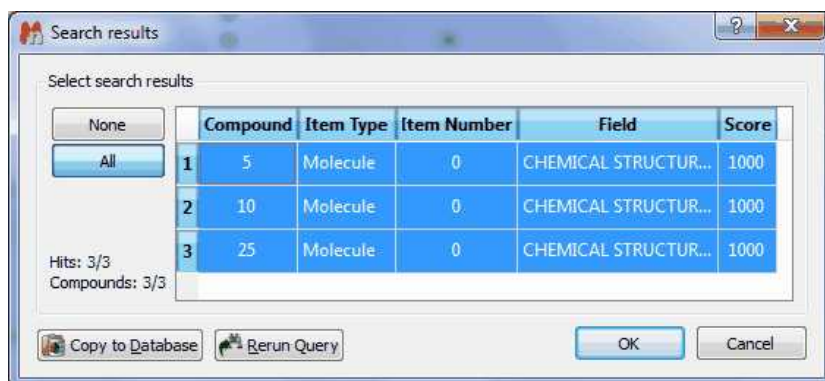 Search results
Select search results
None
All
Hits: 3/3
Compounds: 3/3
Compound Item Type Item Number Field Score
1 5 Molecule 0 CHEMICAL STRUCTUR... 1000
2 10 Molecule 0 CHEMICAL STRUCTUR... 1000
3 25 Molecule 0 CHEMICAL STRUCTUR... 1000
Copy to Database Rerun Query OK Cancel